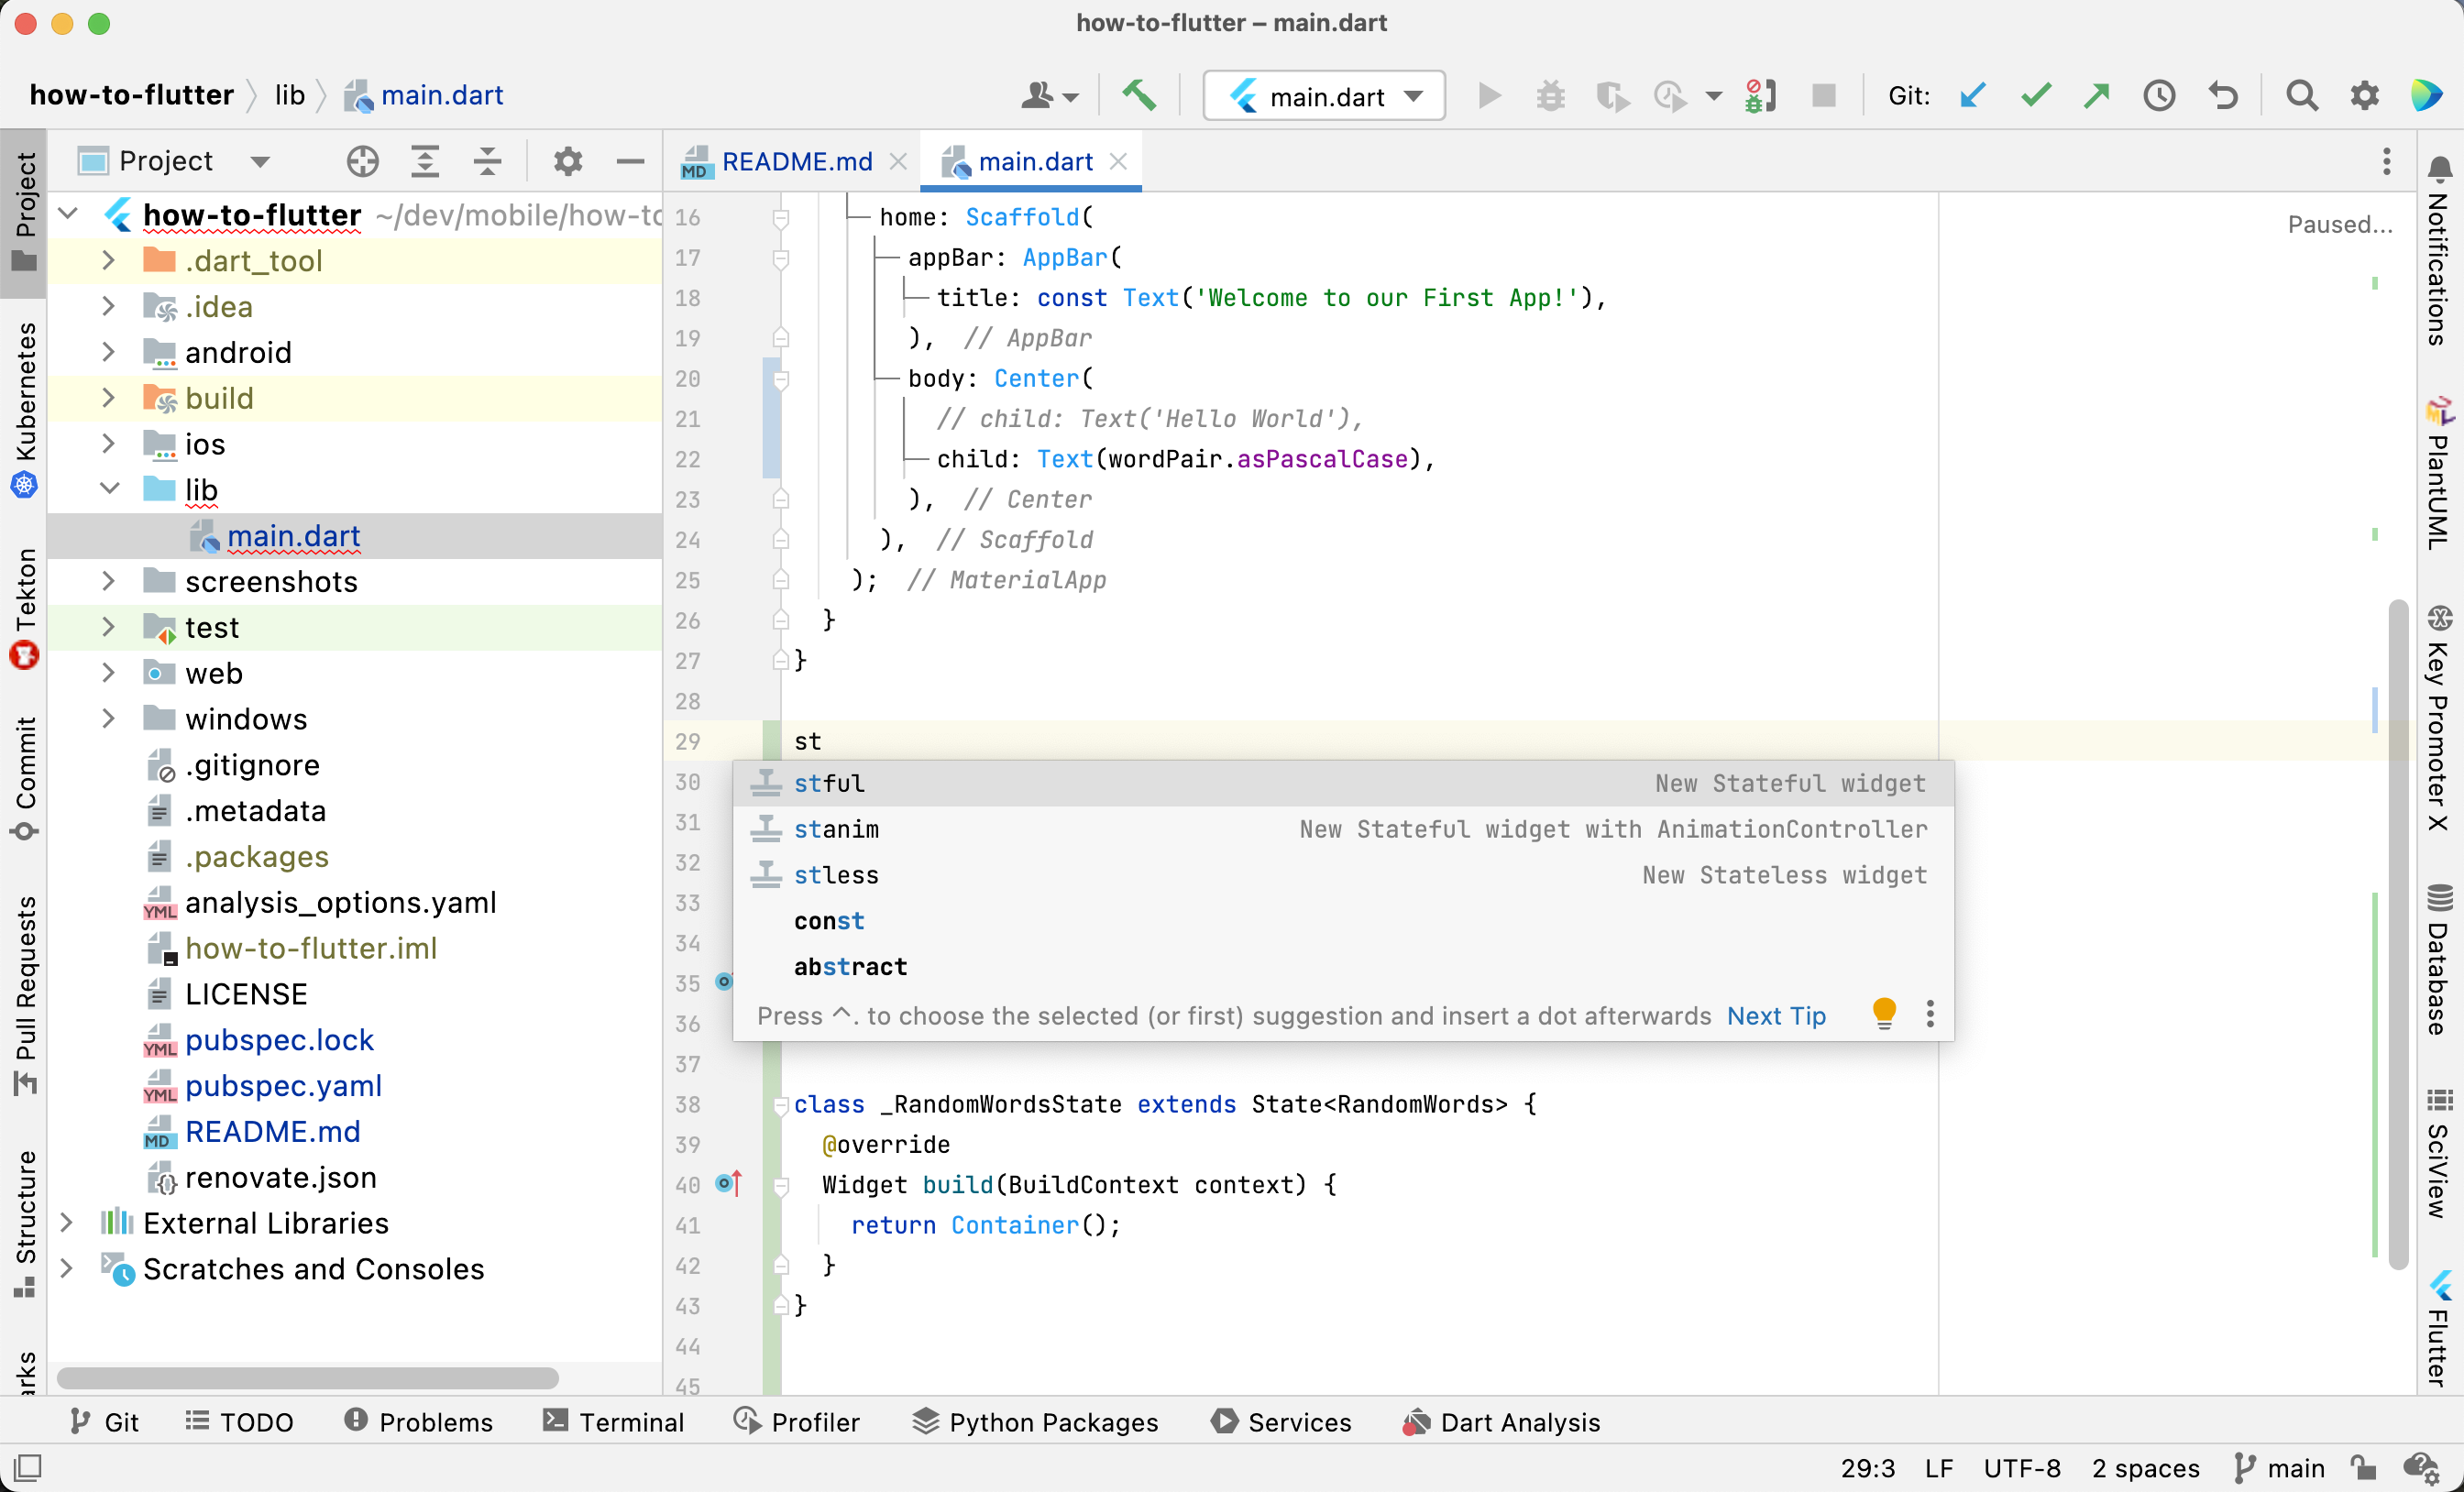 how-to-flutter – main.dart
how-to-flutter lib main.dart
main.dart
Git:
Project
README.md
main.dart
Project
Kubernetes
Tekton
Commit
Pull Requests
Structure
arks
how-to-flutter ~/dev/mobile/how-to
.dart_tool
.idea
android
build
ios
lib
main.dart
screenshots
test
web
windows
.gitignore
.metadata
.packages
YML analysis_options.yaml
how-to-flutter.iml
LICENSE
YML pubspec.lock
YML pubspec.yaml
MD README.md
renovate.json
External Libraries
Scratches and Consoles
Paused...
16 home: Scaffold(
17 appBar: AppBar(
18 title: const Text('Welcome to our First App!'),
19 ), // AppBar
20 body: Center(
21 // child: Text('Hello World'),
22 child: Text(wordPair.asPascalCase),
23 ), // Center
24 ), // Scaffold
25 ); // MaterialApp
26 }
27 }
28
29 st
30
31
32
33
34
35
36
37
stful New Stateful widget
stanim New Stateful widget with AnimationController
stless New Stateless widget
const
abstract
Press ^. to choose the selected (or first) suggestion and insert a dot afterwards Next Tip
38 class _RandomWordsState extends State<RandomWords> {
39 @override
40 Widget build(BuildContext context) {
41 return Container();
42 }
43 }
44
45
Notifications
PlantUML
Key Promoter X
Database
SciView
Flutter
Git
TODO
Problems
Terminal
Profiler
Python Packages
Services
Dart Analysis
29:3 LF UTF-8 2 spaces main